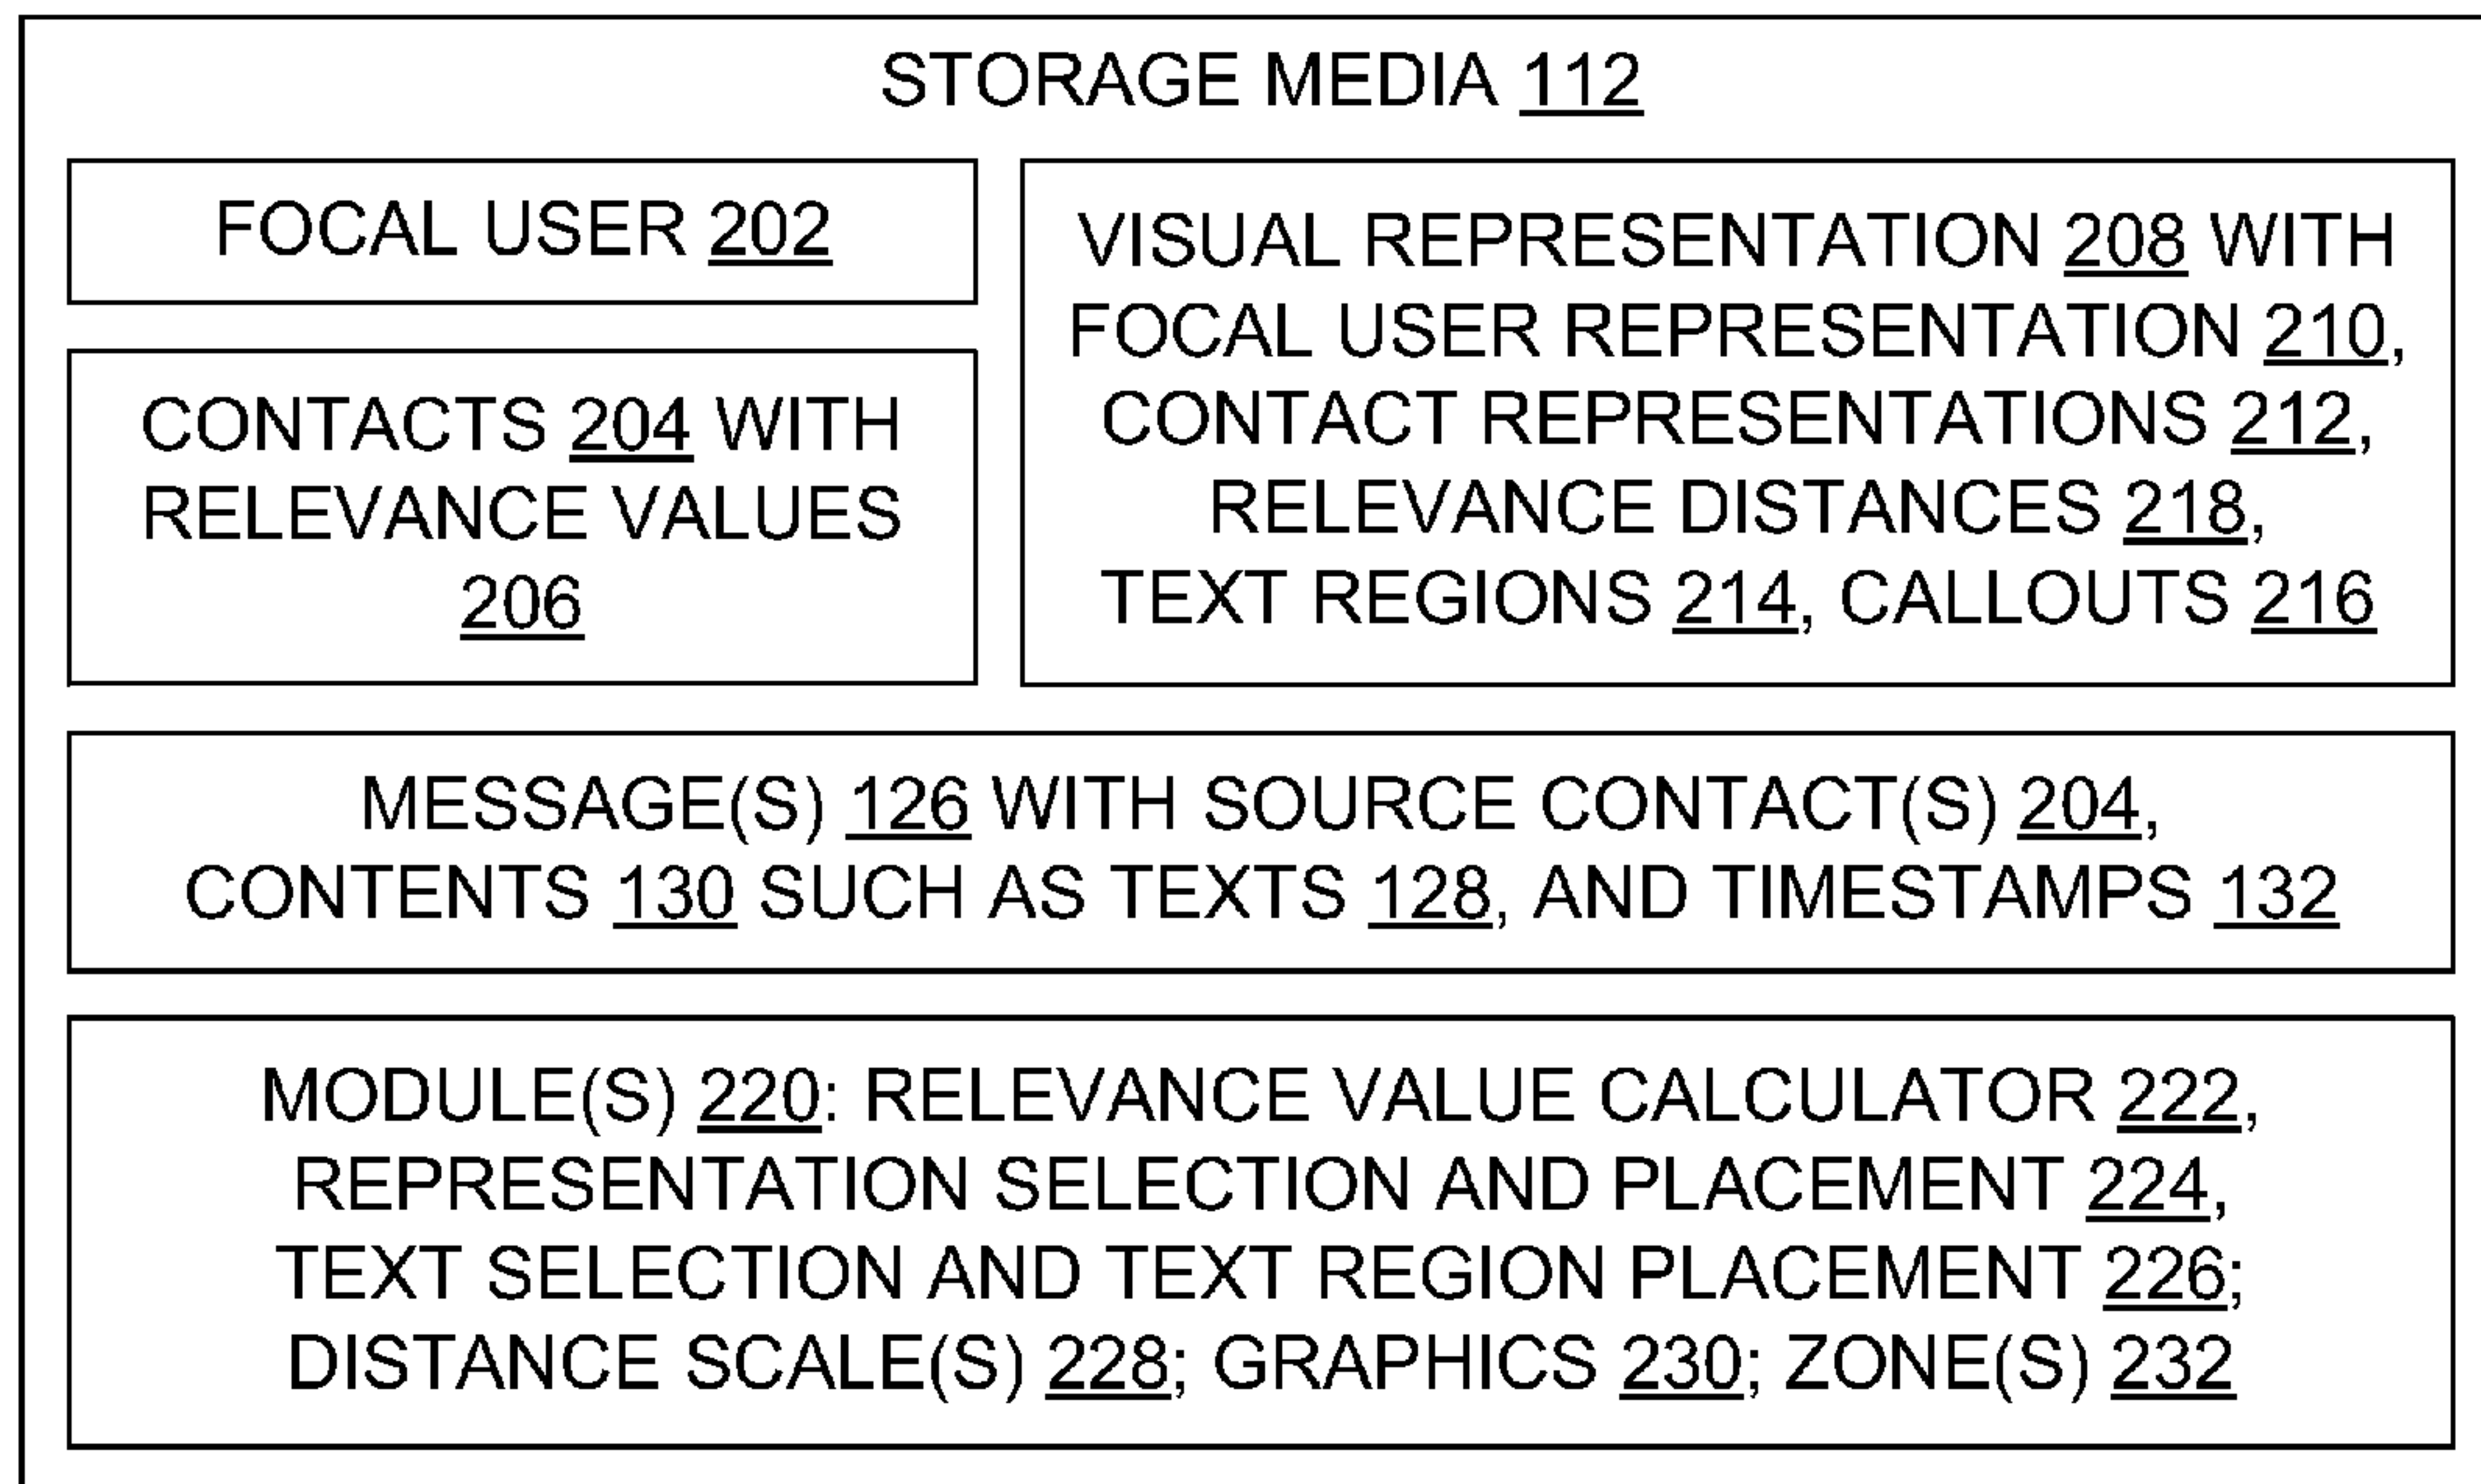 STORAGE MEDIA 112
FOCAL USER 202
CONTACTS 204 WITH
RELEVANCE VALUES
206
VISUAL REPRESENTATION 208 WITH
FOCAL USER REPRESENTATION 210,
CONTACT REPRESENTATIONS 212,
RELEVANCE DISTANCES 218,
TEXT REGIONS 214, CALLOUTS 216
MESSAGE(S) 126 WITH SOURCE CONTACT(S) 204,
CONTENTS 130 SUCH AS TEXTS 128, AND TIMESTAMPS 132
MODULE(S) 220: RELEVANCE VALUE CALCULATOR 222,
REPRESENTATION SELECTION AND PLACEMENT 224,
TEXT SELECTION AND TEXT REGION PLACEMENT 226;
DISTANCE SCALE(S) 228; GRAPHICS 230; ZONE(S) 232